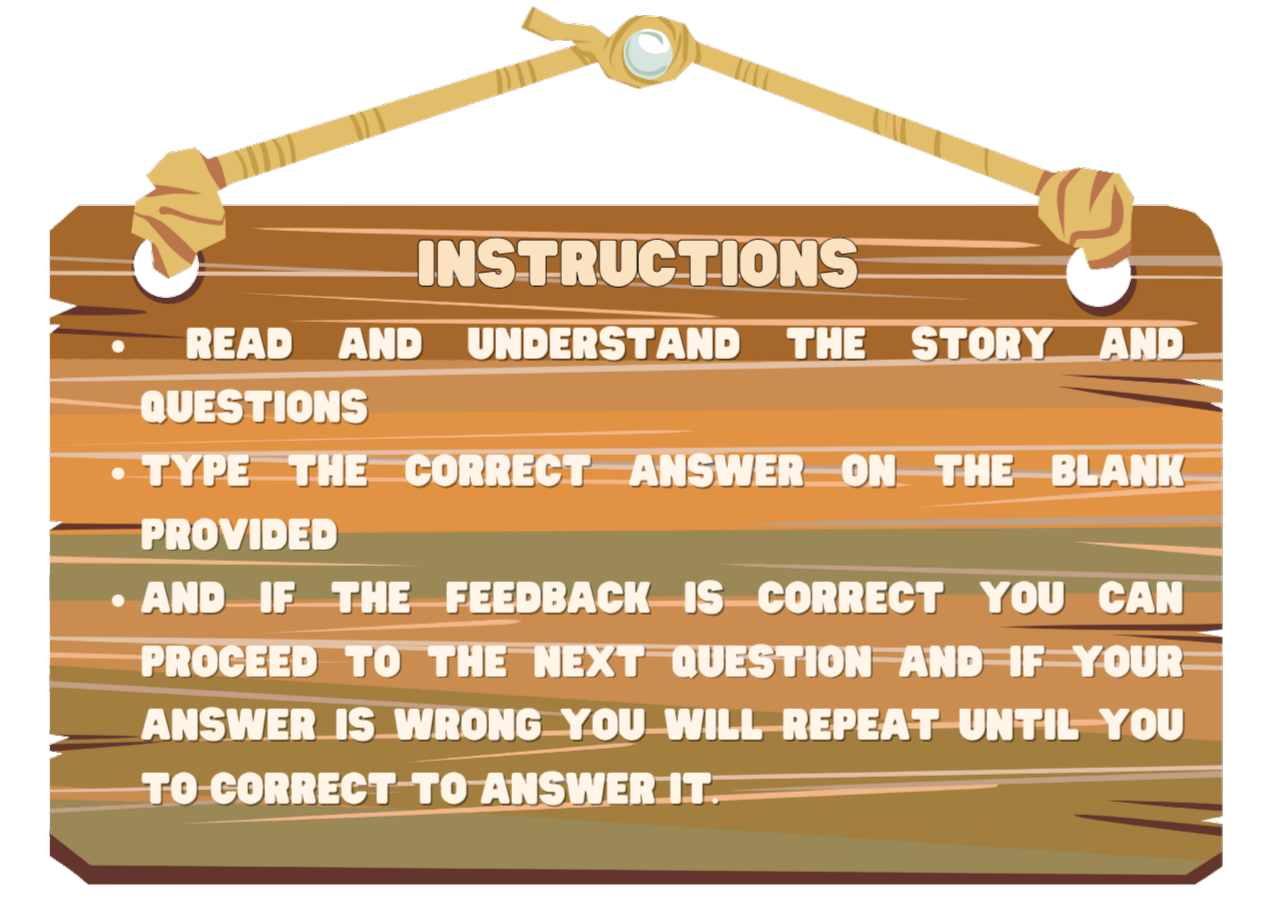 INSTRUCTIONS
• READ AND UNDERSTAND THE STORY AND
QUESTIONS
• TYPE THE CORRECT ANSWER ON THE BLANK
PROVIDED
• AND IF THE FEEDBACK IS CORRECT YOU CAN
PROCEED TO THE NEXT QUESTION AND IF YOUR
ANSWER IS WRONG YOU WILL REPEAT UNTIL YOU
TO CORRECT TO ANSWER IT.